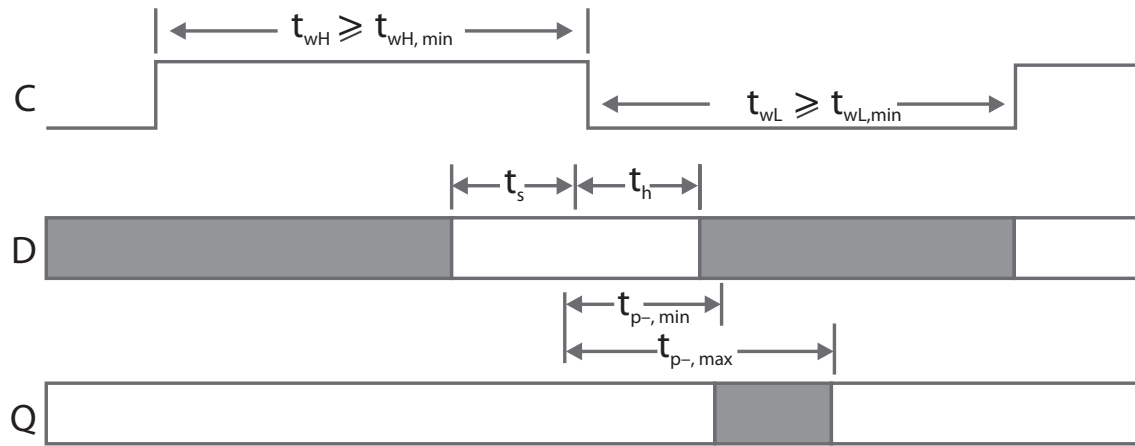 t_wH ⩾ t_wH, min
C
t_wL ⩾ t_wL,min
t_s
t_h
D
t_p–, min
t_p–, max
Q